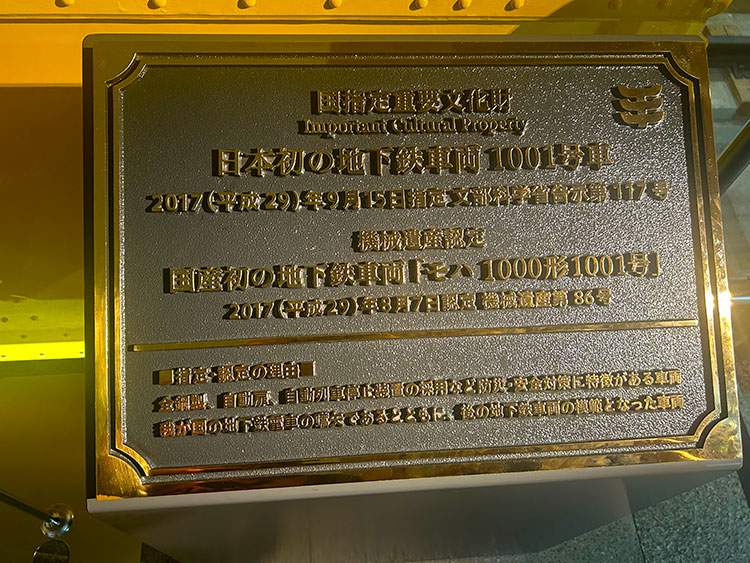 国指定重要文化財
Important Cultural Property
日本初の地下鉄車両 1001号車
2017(平成29)年9月15日指定 文部科学省告示第117号
機械遺産認定
国産初の地下鉄車両「モハ 1000形1001号」
2017(平成29)年8月7日認定 機械遺産第86号
■指定・認定の理由■
全鋼製、自動扉、自動列車停止装置の採用など防災・安全対策に特徴がある車両
我が国の地下鉄電車の嚆矢であるとともに、後の地下鉄車両の模範となった車両